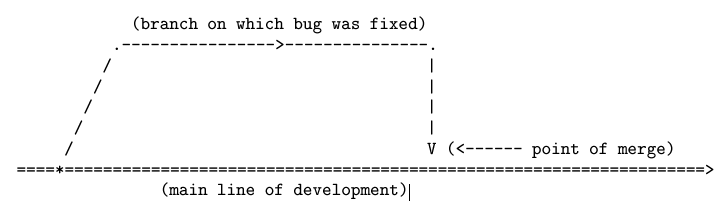 (branch on which bug was fixed)
.---------------->---------------.
/ |
/ |
/ |
/ |
/ V (<------ point of merge)
====*===================================================================>
(main line of development)